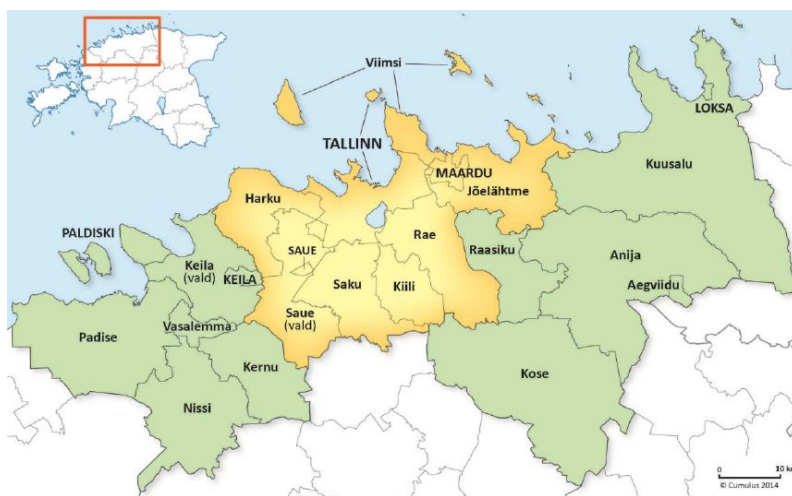 Viimsi
LOKSA
TALLINN
Kuusalu
MAARDU
Jõelähtme
Harku
PALDISKI
Rae
Raasiku
Anija
SAUE
Keila
(vald)
KEILA
Saku
Kiili
Aegviidu
Saue
(vald)
Padise
Vasalemma
Kernu
Kose
Nissi
0 10 k
© Cumulus 2014